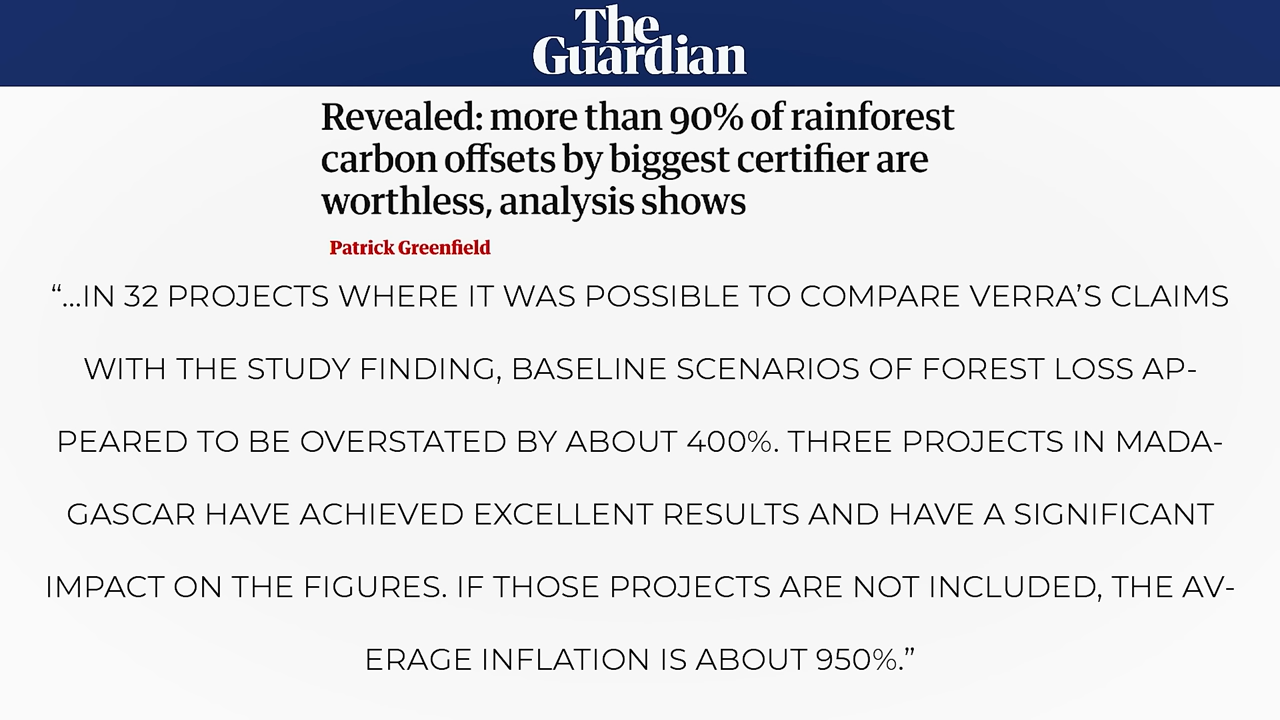 The
Guardian
Revealed: more than 90% of rainforest
carbon offsets by biggest certifier are
worthless, analysis shows
Patrick Greenfield
“...IN 32 PROJECTS WHERE IT WAS POSSIBLE TO COMPARE VERRA’S CLAIMS
WITH THE STUDY FINDING, BASELINE SCENARIOS OF FOREST LOSS AP-
PEARED TO BE OVERSTATED BY ABOUT 400%. THREE PROJECTS IN MADA-
GASCAR HAVE ACHIEVED EXCELLENT RESULTS AND HAVE A SIGNIFICANT
IMPACT ON THE FIGURES. IF THOSE PROJECTS ARE NOT INCLUDED, THE AV-
ERAGE INFLATION IS ABOUT 950%.”